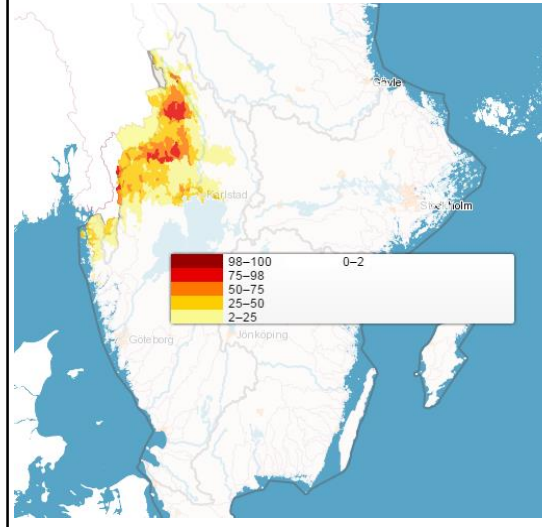 Gävle
Karlstad
Stockholm
98–100 0–2
75–98
50–75
25–50
2–25
Göteborg
Jönköping